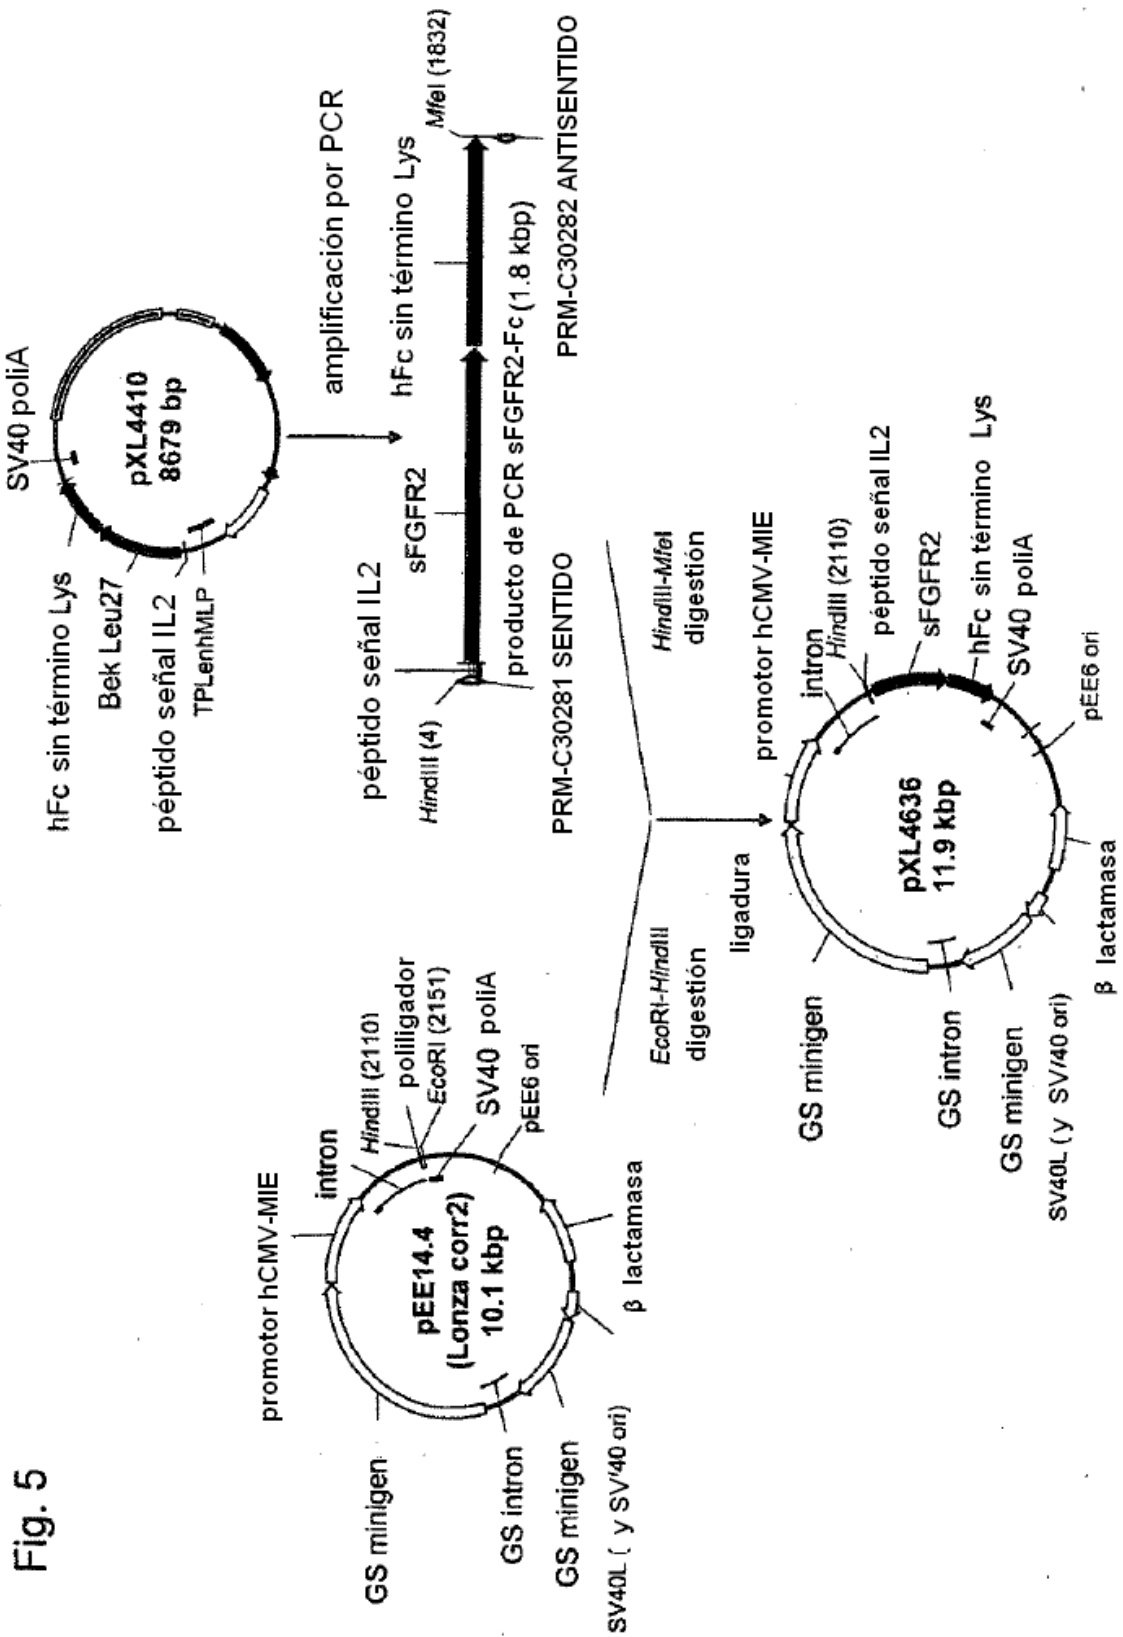 Fig. 5
promotor hCMV-MIE
intron
HindIII (2110)
poliligador
EcoRI (2151)
SV40 poliA
pEE6 ori
β lactamasa
SV40L ( y SV'40 ori)
GS minigen
GS intron
GS minigen
pEE14.4
(Lonza corr2)
10.1 kbp
SV40 poliA
hFc sin término Lys
Bek Leu27
péptido señal IL2
TPLenhMLP
pXL4410
8679 bp
amplificación por PCR
péptido señal IL2
HindIII (4)
sFGFR2
hFc sin término Lys
MfeI (1832)
producto de PCR sFGFR2-Fc (1.8 kbp)
PRM-C30281 SENTIDO
PRM-C30282 ANTISENTIDO
EcoRI-HindIII
digestión
HindIII-MfeI
digestión
ligadura
promotor hCMV-MIE
intron
HindIII (2110)
péptido señal IL2
sFGFR2
hFc sin término Lys
SV40 poliA
pEE6 ori
β lactamasa
SV40L ( y SV/40 ori)
GS minigen
GS intron
GS minigen
pXL4636
11.9 kbp